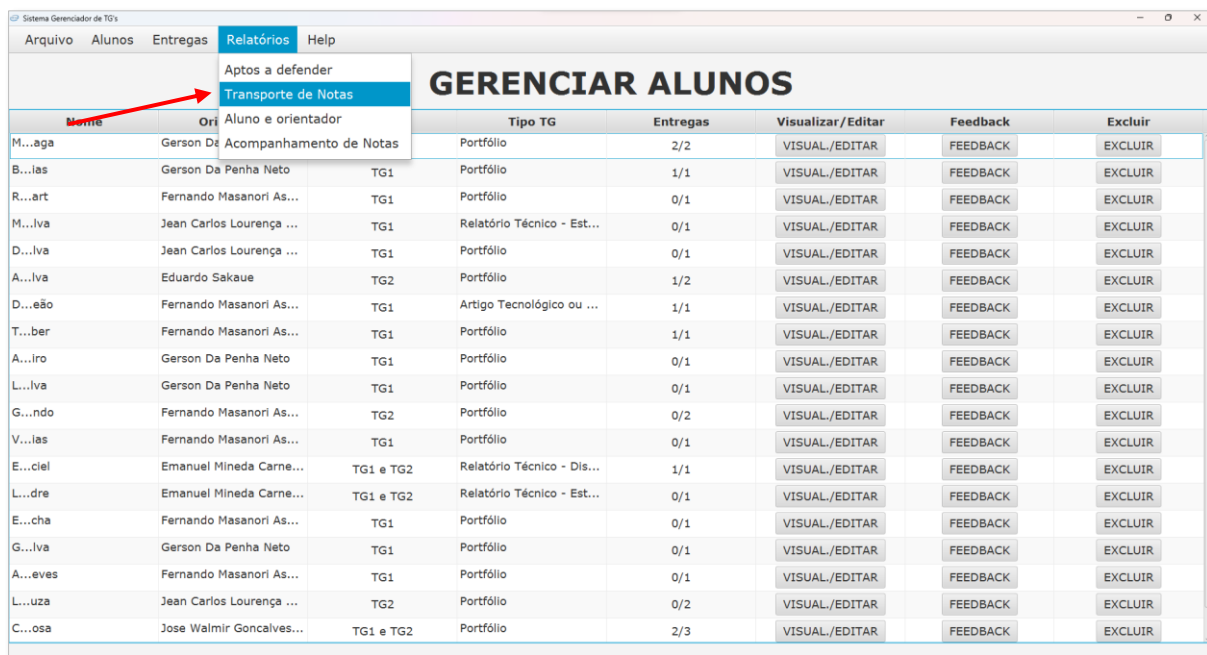 Sistema Gerenciador de TG's
Arquivo Alunos Entregas Relatórios Help
Aptos a defender
Transporte de Notas
Aluno e orientador
Acompanhamento de Notas
GERENCIAR ALUNOS
Nome Ori Tipo TG Entregas Visualizar/Editar Feedback Excluir
M...aga Gerson Da Portfólio 2/2 VISUAL./EDITAR FEEDBACK EXCLUIR
B...ias Gerson Da Penha Neto TG1 Portfólio 1/1 VISUAL./EDITAR FEEDBACK EXCLUIR
R...art Fernando Masanori As... TG1 Portfólio 0/1 VISUAL./EDITAR FEEDBACK EXCLUIR
M...lva Jean Carlos Lourença ... TG1 Relatório Técnico - Est... 0/1 VISUAL./EDITAR FEEDBACK EXCLUIR
D...lva Jean Carlos Lourença ... TG1 Portfólio 0/1 VISUAL./EDITAR FEEDBACK EXCLUIR
A...lva Eduardo Sakaue TG2 Portfólio 1/2 VISUAL./EDITAR FEEDBACK EXCLUIR
D...eão Fernando Masanori As... TG1 Artigo Tecnológico ou ... 1/1 VISUAL./EDITAR FEEDBACK EXCLUIR
T...ber Fernando Masanori As... TG1 Portfólio 1/1 VISUAL./EDITAR FEEDBACK EXCLUIR
A...iro Gerson Da Penha Neto TG1 Portfólio 0/1 VISUAL./EDITAR FEEDBACK EXCLUIR
L...lva Gerson Da Penha Neto TG1 Portfólio 0/1 VISUAL./EDITAR FEEDBACK EXCLUIR
G...ndo Fernando Masanori As... TG2 Portfólio 0/2 VISUAL./EDITAR FEEDBACK EXCLUIR
V...ias Fernando Masanori As... TG1 Portfólio 0/1 VISUAL./EDITAR FEEDBACK EXCLUIR
E...ciel Emanuel Mineda Carne... TG1 e TG2 Relatório Técnico - Dis... 1/1 VISUAL./EDITAR FEEDBACK EXCLUIR
L...dre Emanuel Mineda Carne... TG1 e TG2 Relatório Técnico - Est... 0/1 VISUAL./EDITAR FEEDBACK EXCLUIR
E...cha Fernando Masanori As... TG1 Portfólio 0/1 VISUAL./EDITAR FEEDBACK EXCLUIR
G...lva Gerson Da Penha Neto TG1 Portfólio 0/1 VISUAL./EDITAR FEEDBACK EXCLUIR
A...eves Fernando Masanori As... TG1 Portfólio 0/1 VISUAL./EDITAR FEEDBACK EXCLUIR
L...uza Jean Carlos Lourença ... TG2 Portfólio 0/2 VISUAL./EDITAR FEEDBACK EXCLUIR
C...osa Jose Walmir Goncalves... TG1 e TG2 Portfólio 2/3 VISUAL./EDITAR FEEDBACK EXCLUIR